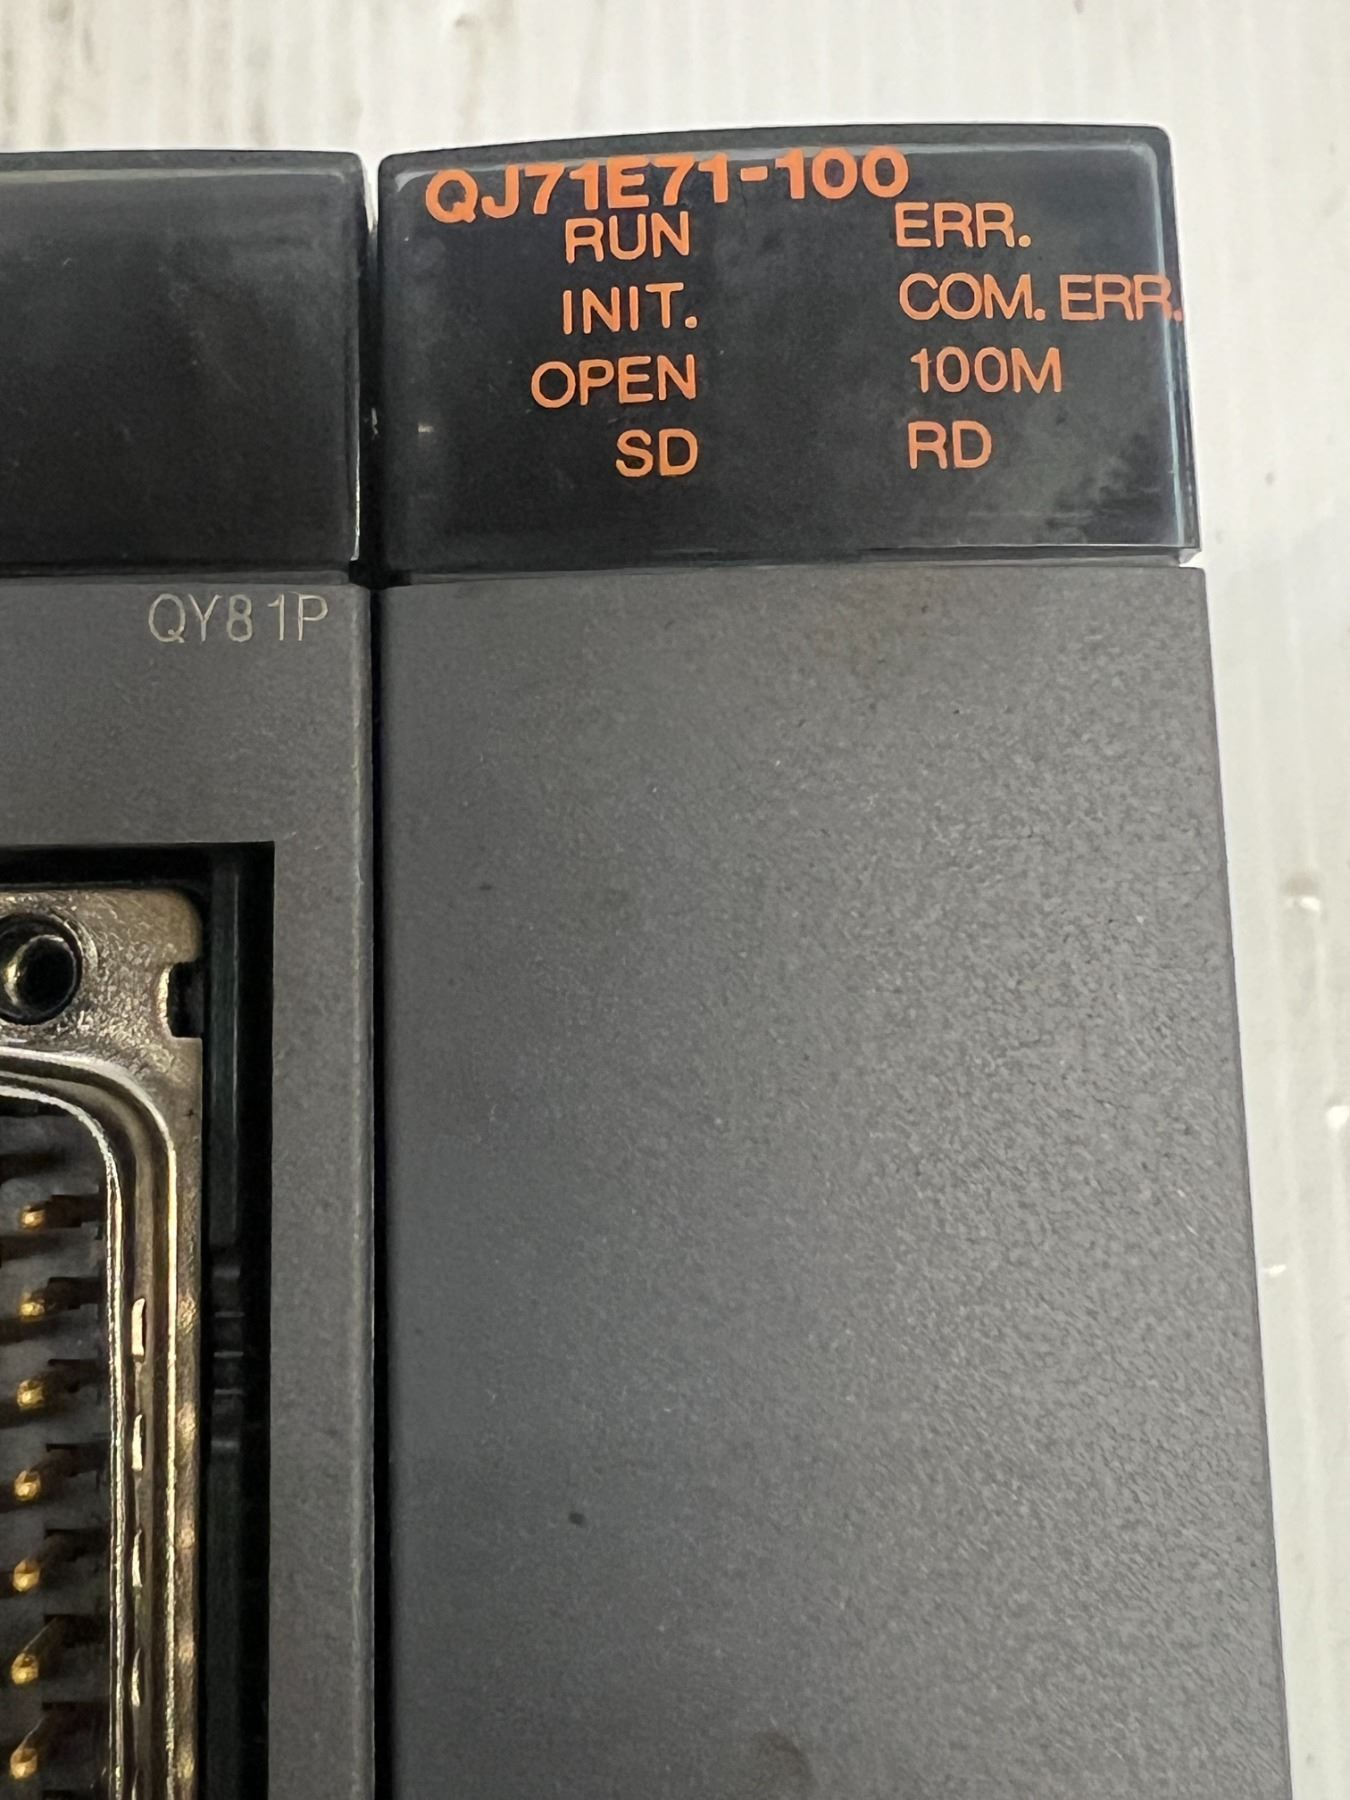 QJ71E71-100
RUN ERR.
INIT. COM. ERR.
OPEN 100M
SD RD
QY81P